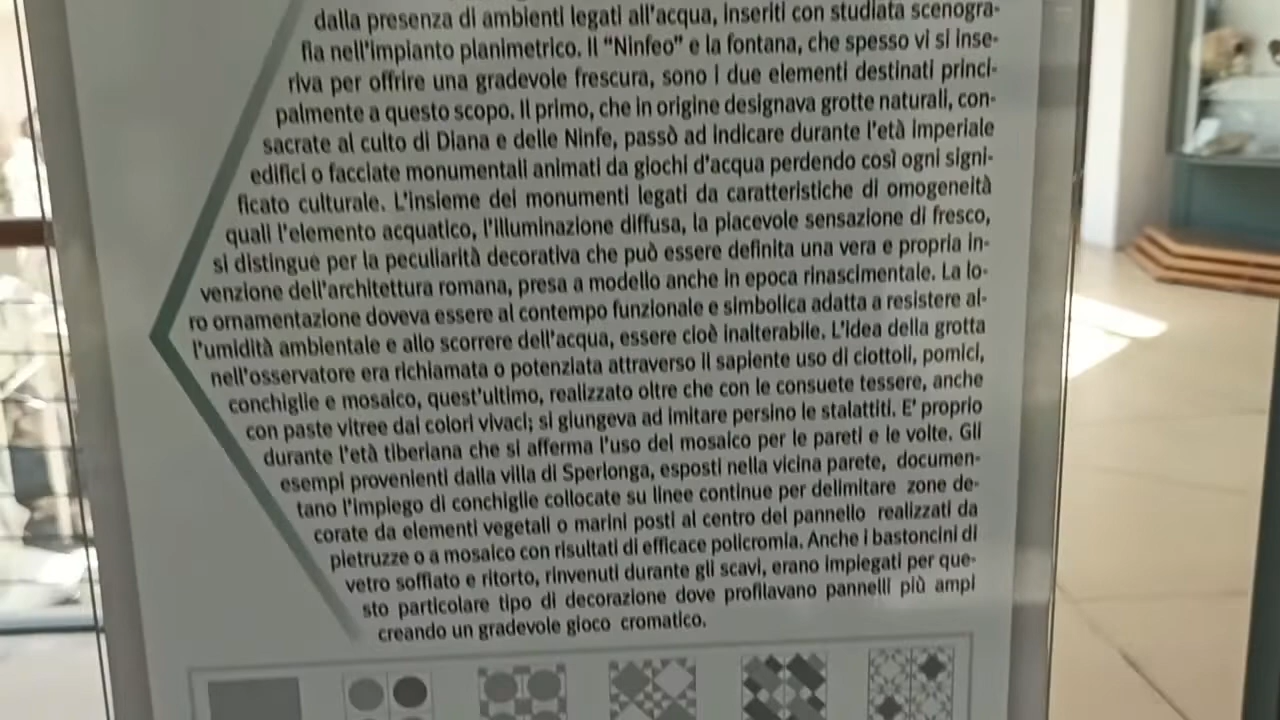 dalla presenza di ambienti legati all'acqua, inseriti con studiata scenogra-
fia nell'impianto planimetrico. Il “Ninfeo” e la fontana, che spesso vi si inse-
riva per offrire una gradevole frescura, sono i due elementi destinati princi-
palmente a questo scopo. Il primo, che in origine designava grotte naturali, con-
sacrate al culto di Diana e delle Ninfe, passò ad indicare durante l'età imperiale
edifici o facciate monumentali animati da giochi d'acqua perdendo così ogni signi-
ficato culturale. L'insieme dei monumenti legati da caratteristiche di omogeneità
quali l'elemento acquatico, l'illuminazione diffusa, la piacevole sensazione di fresco,
si distingue per la peculiarità decorativa che può essere definita una vera e propria in-
venzione dell'architettura romana, presa a modello anche in epoca rinascimentale. La lo-
ro ornamentazione doveva essere al contempo funzionale e simbolica adatta a resistere al-
l'umidità ambientale e allo scorrere dell'acqua, essere cioè inalterabile. L'idea della grotta
nell'osservatore era richiamata o potenziata attraverso il sapiente uso di ciottoli, pomici,
conchiglie e mosaico, quest'ultimo, realizzato oltre che con le consuete tessere, anche
con paste vitree dai colori vivaci; si giungeva ad imitare persino le stalattiti. E' proprio
durante l'età tiberiana che si afferma l'uso del mosaico per le pareti e le volte. Gli
esempi provenienti dalla villa di Sperlonga, esposti nella vicina parete, documen-
tano l'impiego di conchiglie collocate su linee continue per delimitare zone de-
corate da elementi vegetali o marini posti al centro del pannello realizzati da
pietruzze o a mosaico con risultati di efficace policromia. Anche i bastoncini di
vetro soffiato e ritorto, rinvenuti durante gli scavi, erano impiegati per que-
sto particolare tipo di decorazione dove profilavano pannelli più ampi
creando un gradevole gioco cromatico.